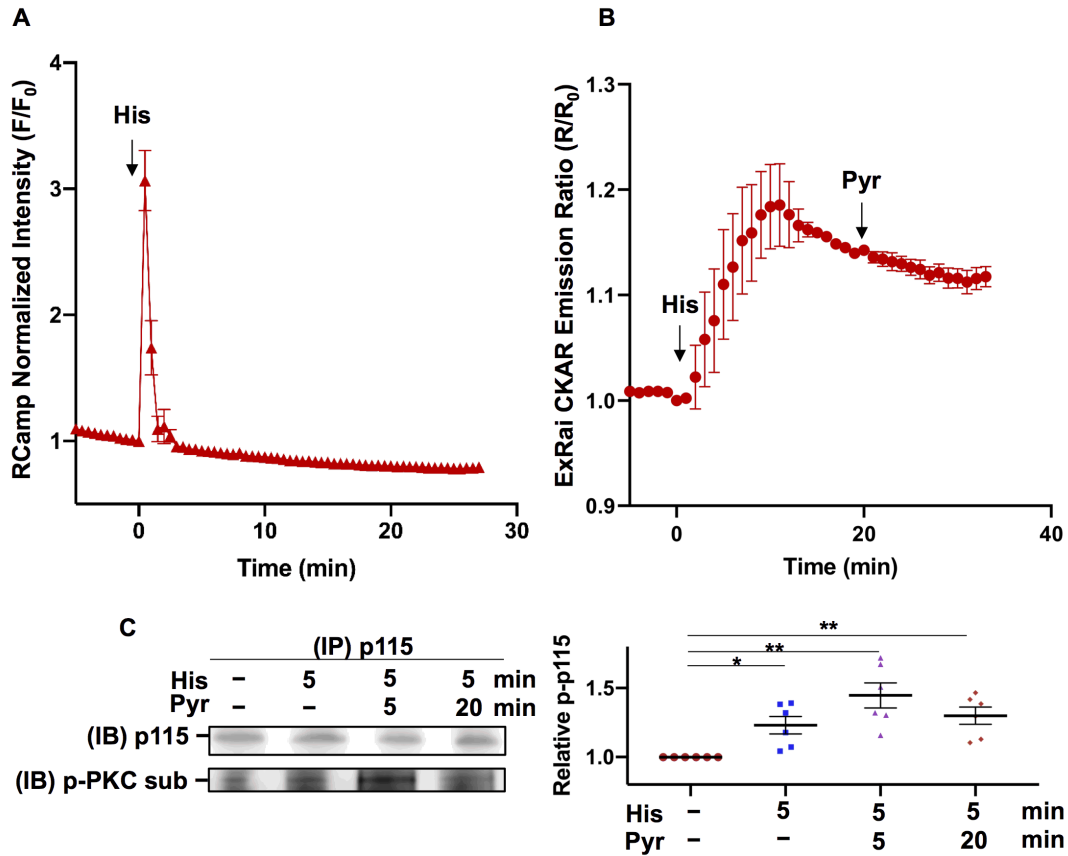 A
RCamp Normalized Intensity (F/F0)
4
3
2
1
His
0
10
20
30
Time (min)
B
ExRai CKAR Emission Ratio (R/R0)
1.3
1.2
1.1
1.0
0.9
His
Pyr
0
20
40
Time (min)
C
(IP) p115
His – 5 5 5 min
Pyr – – 5 20 min
(IB) p115
(IB) p-PKC sub
Relative p-p115
1.5
1.0
**
**
*
His – 5 5 5 min
Pyr – – 5 20 min